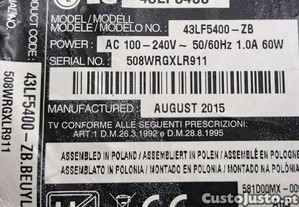 LG 43LF5400
MODEL / MODELL
MODELE / MODELO NO.: 43LF5400-ZB
POWER: AC 100-240V~ 50/60Hz 1.0A 60W
SERIAL NO.: 508WRGXLR911
MANUFACTURED AUGUST 2015
TV CONFORME ALLE SEGUENTI PRESCRIZIONI:
ART:1 D.M.26.3.1992 e D.M.28.8.1995
ASSEMBLED IN POLAND / ASSEMBLIERT IN POLEN / ASSEMBLE EN P
ASSEMBLATO IN POLONIA / MONTADO EN POLONIA / MONTADO NA
PRODUCT CODE:
43LF5400-ZB.BEUYL
508WRGXLR911
CustoJusto.pt